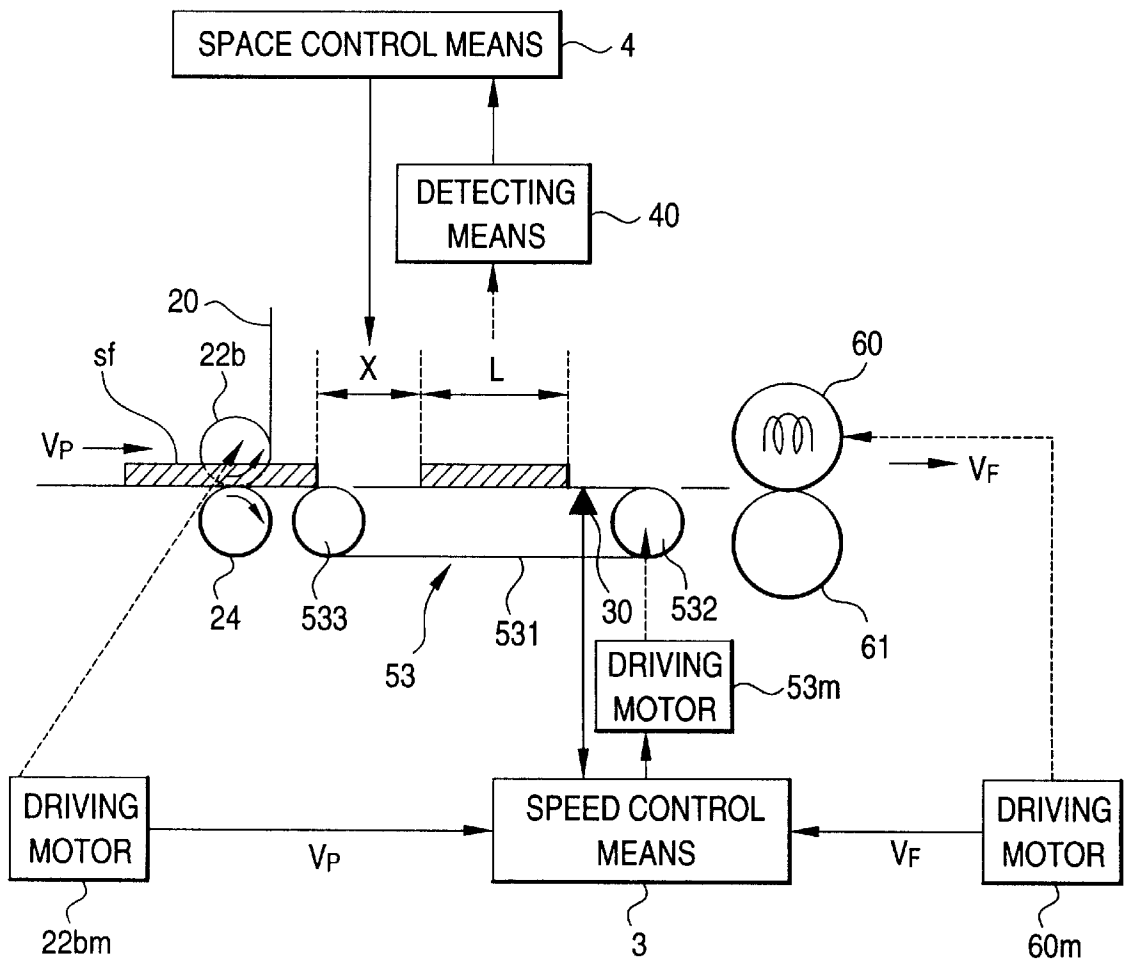 SPACE CONTROL MEANS
4
DETECTING
MEANS
40
20
sf
22b
X
L
60
VP
VF
24
533
53
531
30
532
61
DRIVING
MOTOR
53m
DRIVING
MOTOR
VP
SPEED CONTROL
MEANS
VF
DRIVING
MOTOR
22bm
3
60m